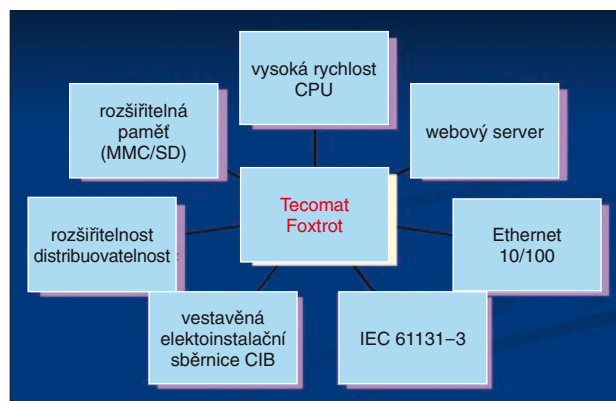 vysoká rychlost
CPU
rozšiřitelná
paměť
(MMC/SD)
webový server
Tecomat
Foxtrot
rozšiřitelnost
distribuovatelnost
Ethernet
10/100
vestavěná
elektoinstalační
sběrnice CIB
IEC 61131–3